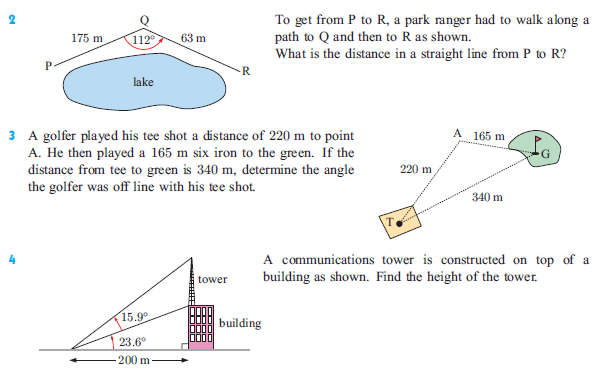 2
Q
175 m
112°
63 m
P
R
lake
To get from P to R, a park ranger had to walk along a
path to Q and then to R as shown.
What is the distance in a straight line from P to R?
3 A golfer played his tee shot a distance of 220 m to point
A. He then played a 165 m six iron to the green. If the
distance from tee to green is 340 m, determine the angle
the golfer was off line with his tee shot.
A 165 m
G
220 m
340 m
T
4
tower
15.9°
building
23.6°
200 m
A communications tower is constructed on top of a
building as shown. Find the height of the tower.